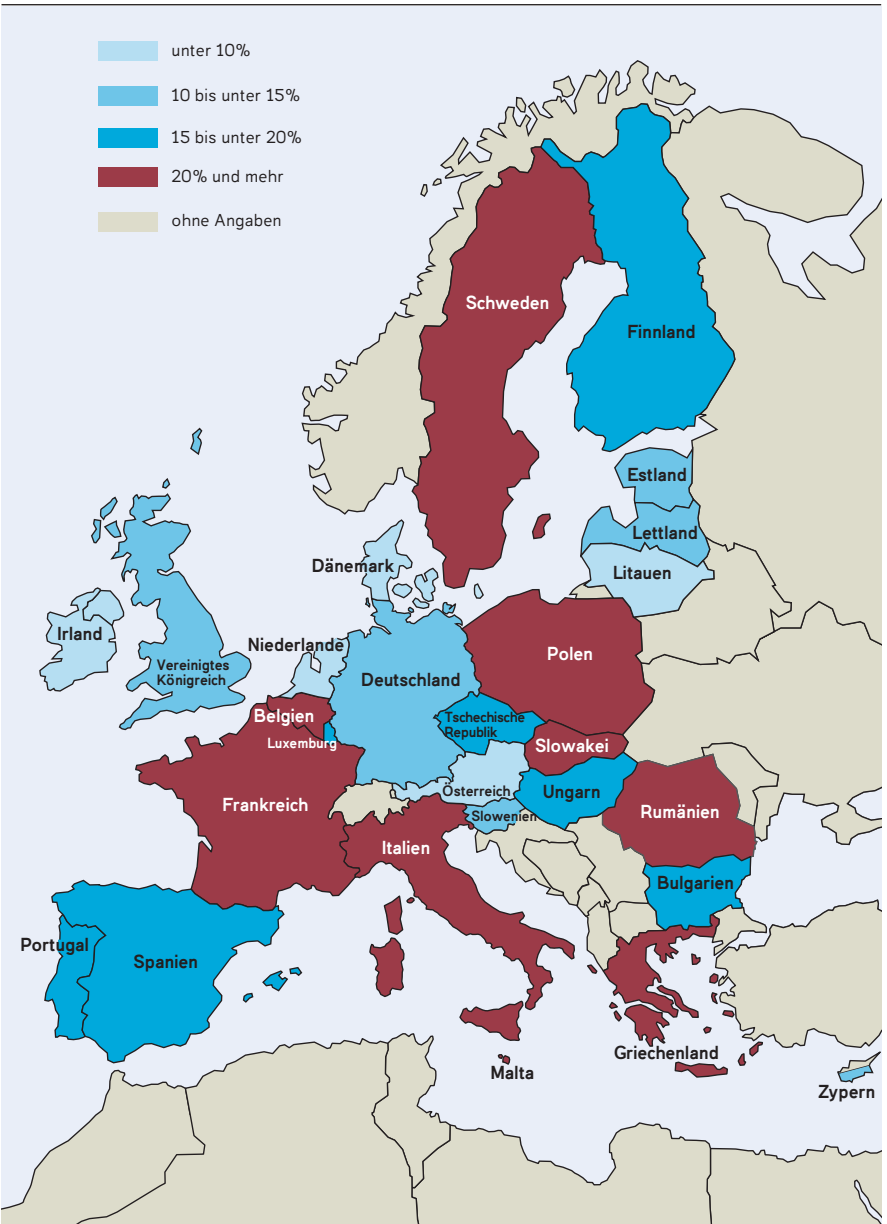 unter 10%
10 bis unter 15%
15 bis unter 20%
20% und mehr
ohne Angaben
Schweden
Finnland
Estland
Lettland
Litauen
Dänemark
Irland
Vereinigtes
Königreich
Niederlande
Deutschland
Polen
Belgien
Luxemburg
Tschechische
Republik
Slowakei
Österreich
Ungarn
Slowenien
Frankreich
Italien
Rumänien
Bulgarien
Portugal
Spanien
Malta
Griechenland
Zypern